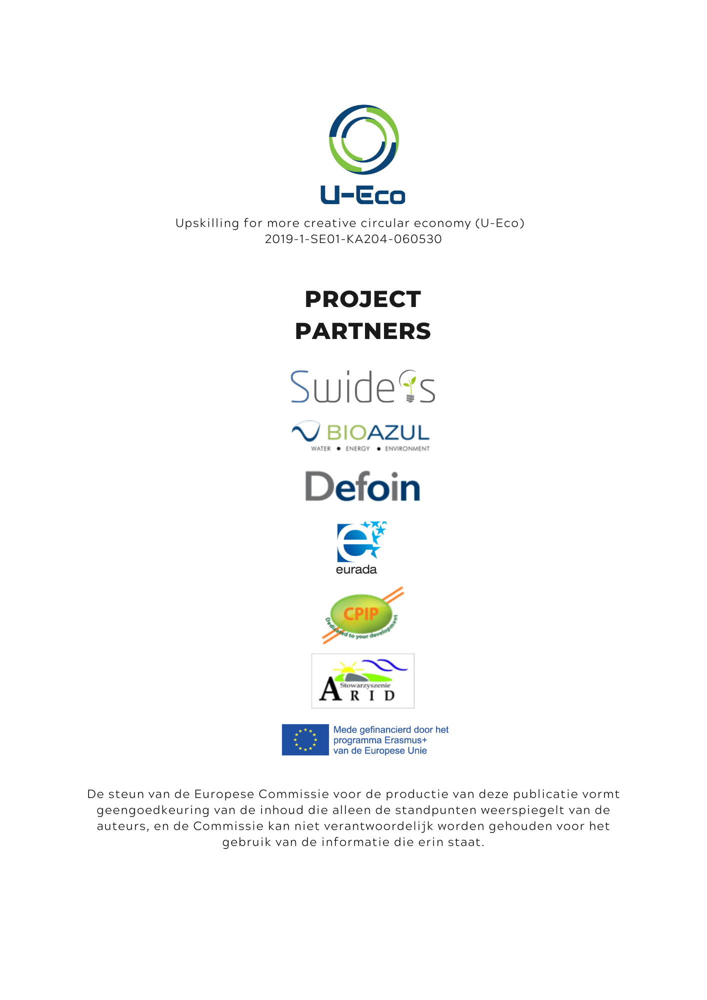 U-Eco
Upskilling for more creative circular economy (U-Eco)
2019-1-SE01-KA204-060530
PROJECT
PARTNERS
Swideas
BIOAZUL
WATER • ENERGY • ENVIRONMENT
Defoin
eurada
CPIP
Dedicated to your development
Stowarzyszenie
ARID
Mede gefinancierd door het
programma Erasmus+
van de Europese Unie
De steun van de Europese Commissie voor de productie van deze publicatie vormt
geengoedkeuring van de inhoud die alleen de standpunten weerspiegelt van de
auteurs, en de Commissie kan niet verantwoordelijk worden gehouden voor het
gebruik van de informatie die erin staat.